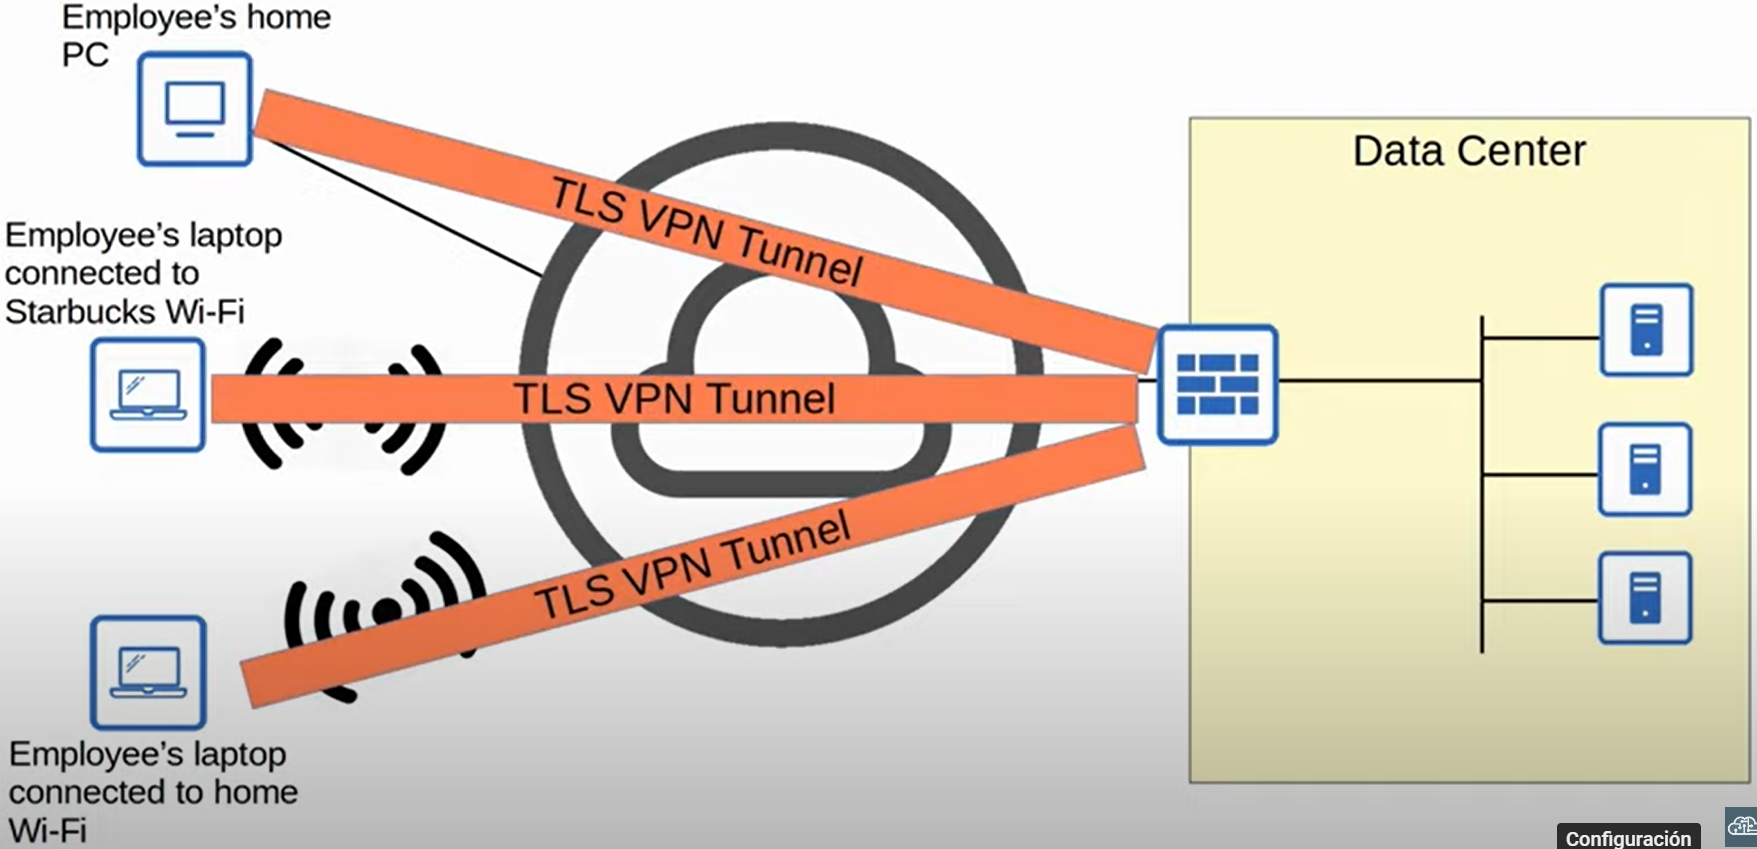 Employee's home
PC
TLS VPN Tunnel
Data Center
Employee's laptop
connected to
Starbucks Wi-Fi
TLS VPN Tunnel
TLS VPN Tunnel
Employee's laptop
connected to home
Wi-Fi
Configuración